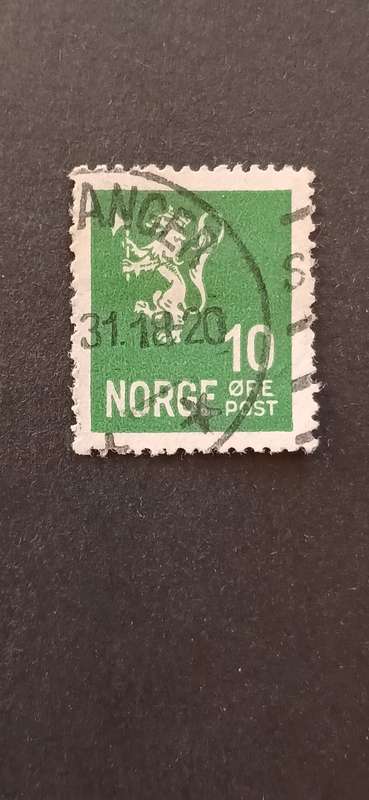 ANGER
31.18-20
10
NORGE ØRE
POST
S